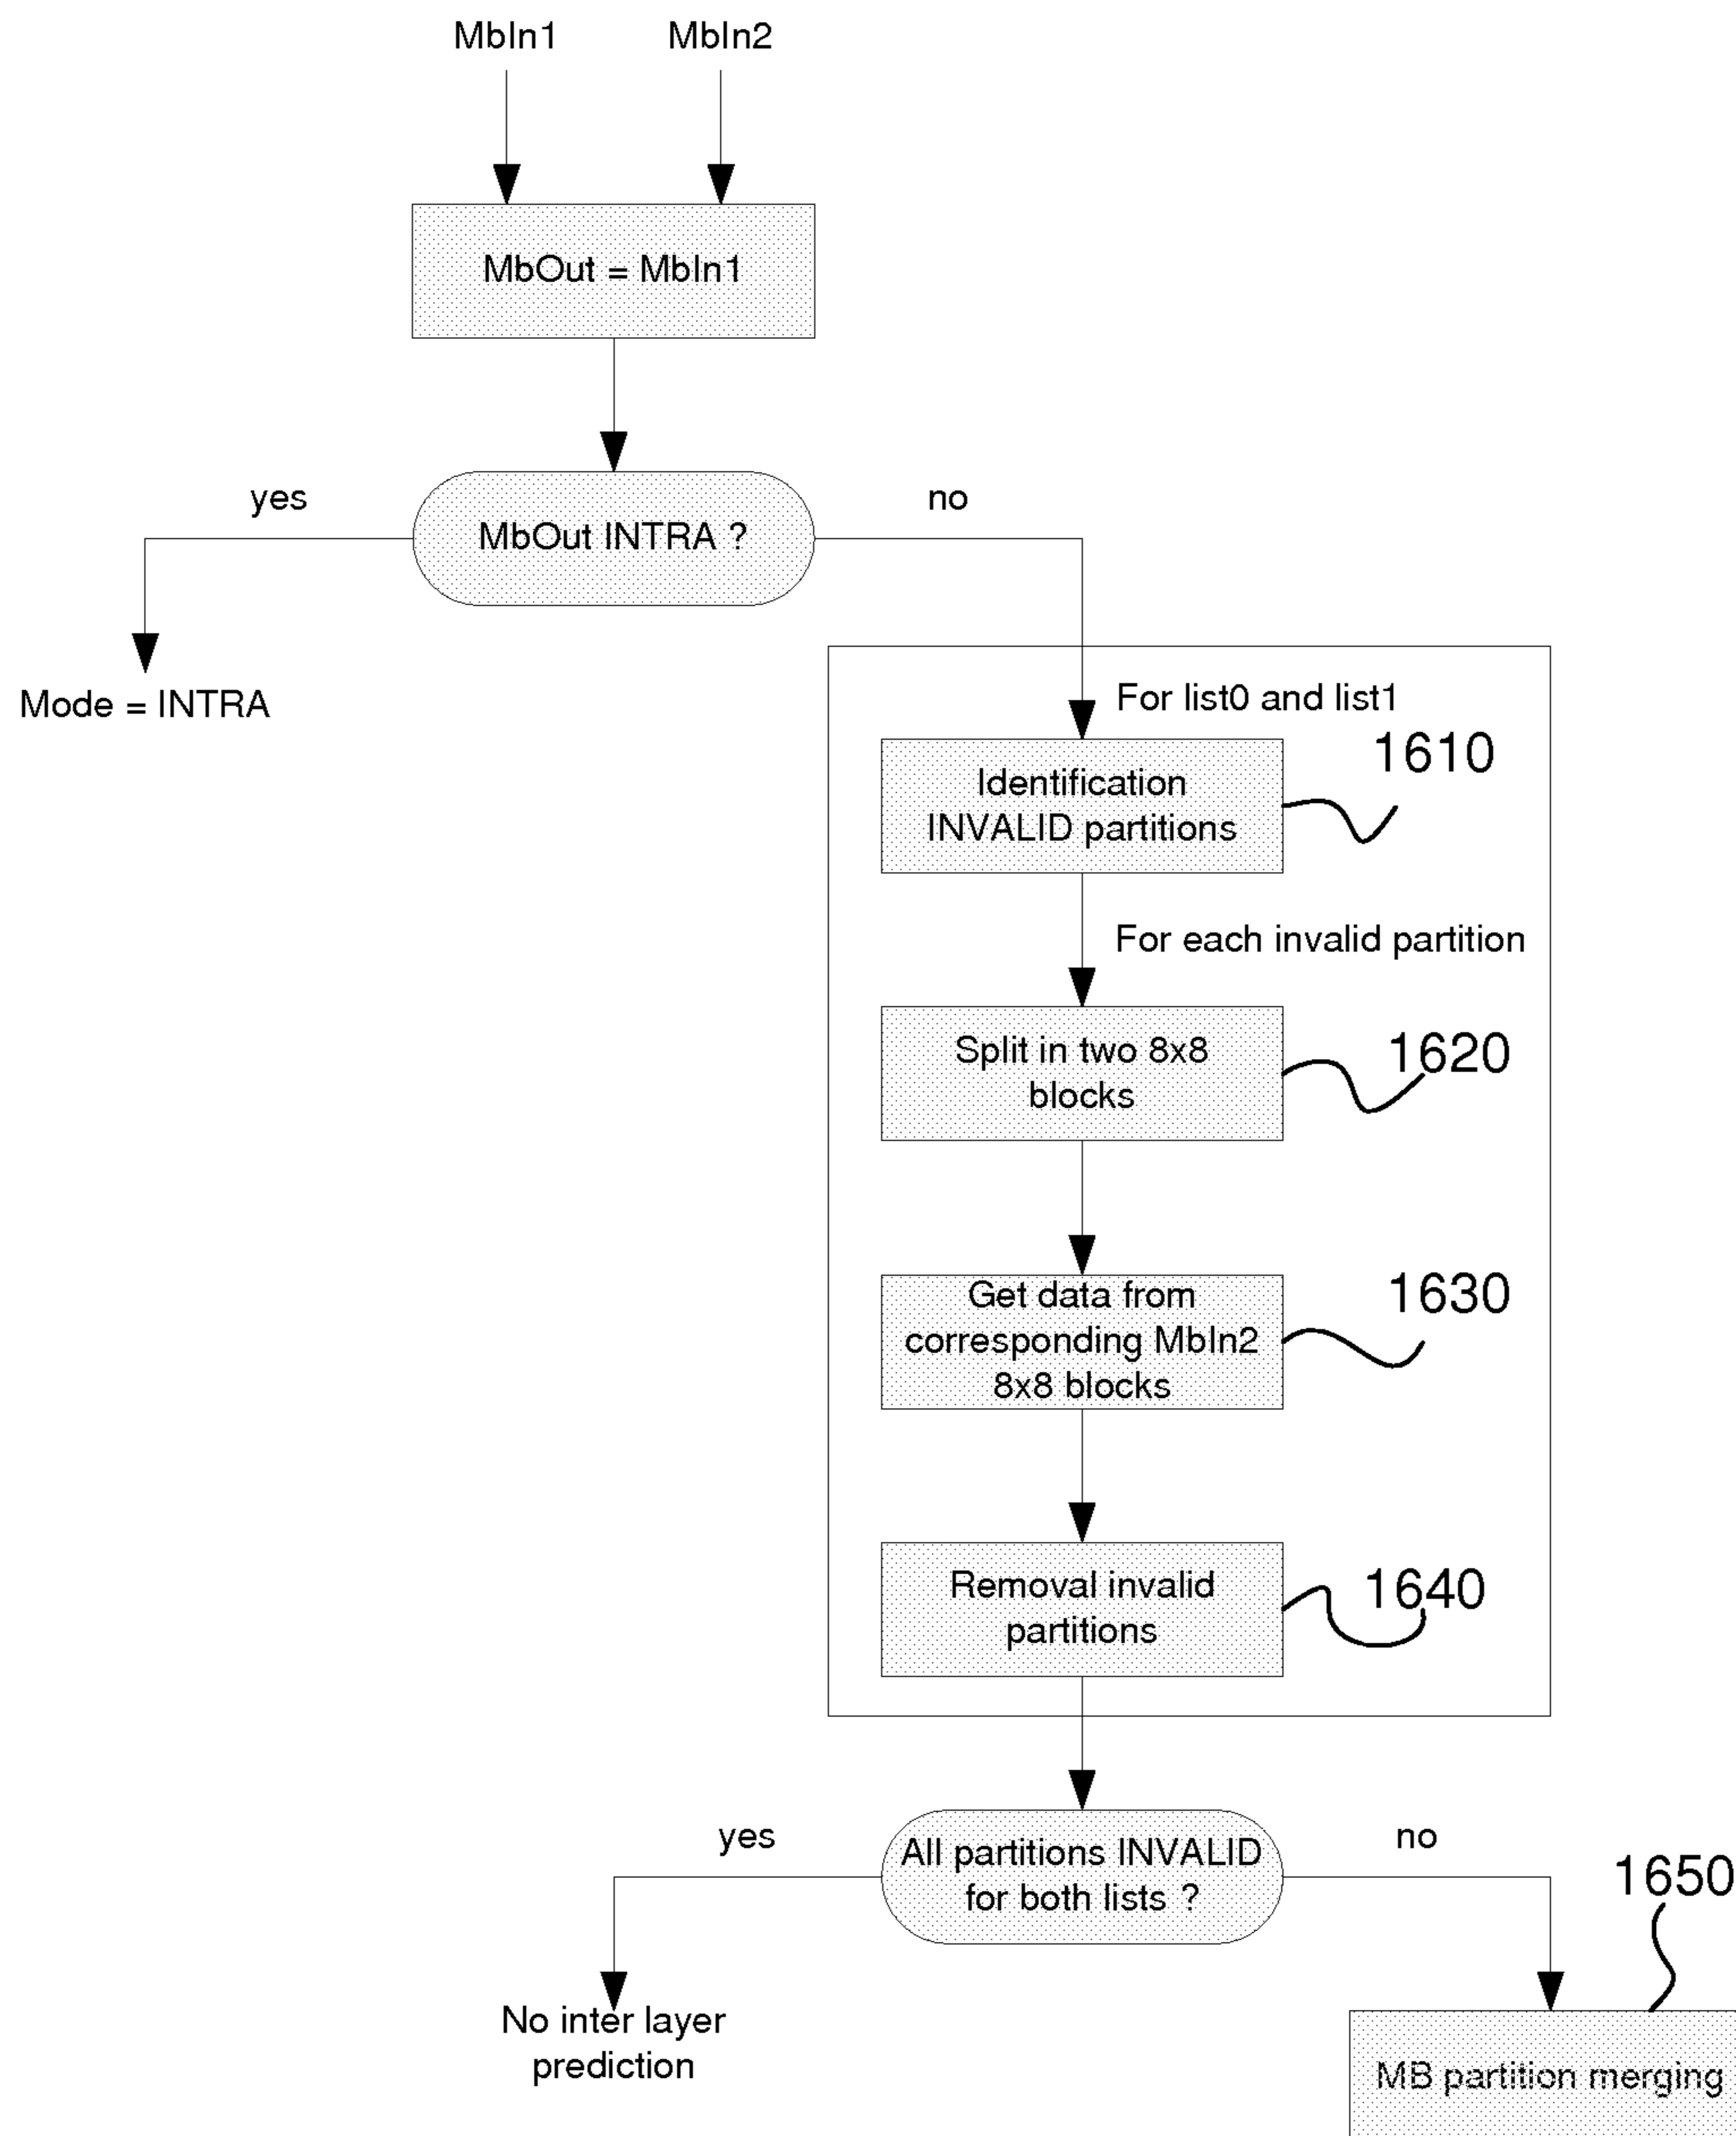 MbIn1 MbIn2
MbOut = MbIn1
yes
MbOut INTRA ?
no
Mode = INTRA
For list0 and list1
1610
Identification
INVALID partitions
For each invalid partition
Split in two 8x8
blocks
1620
Get data from
corresponding MbIn2
8x8 blocks
1630
Removal invalid
partitions
1640
yes
All partitions INVALID
for both lists ?
no
1650
No inter layer
prediction
MB partition merging